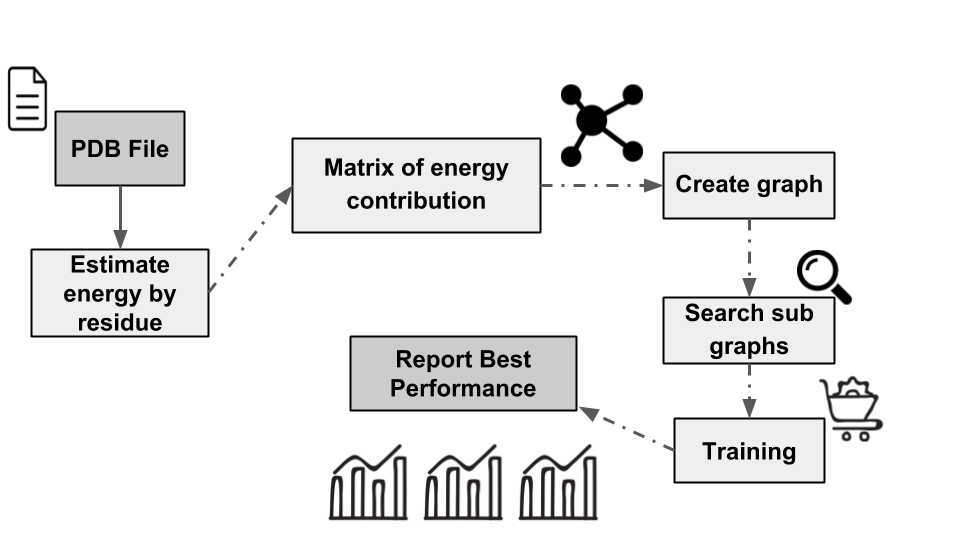 PDB File
Estimate
energy by
residue
Matrix of energy
contribution
Create graph
Search sub
graphs
Training
Report Best
Performance